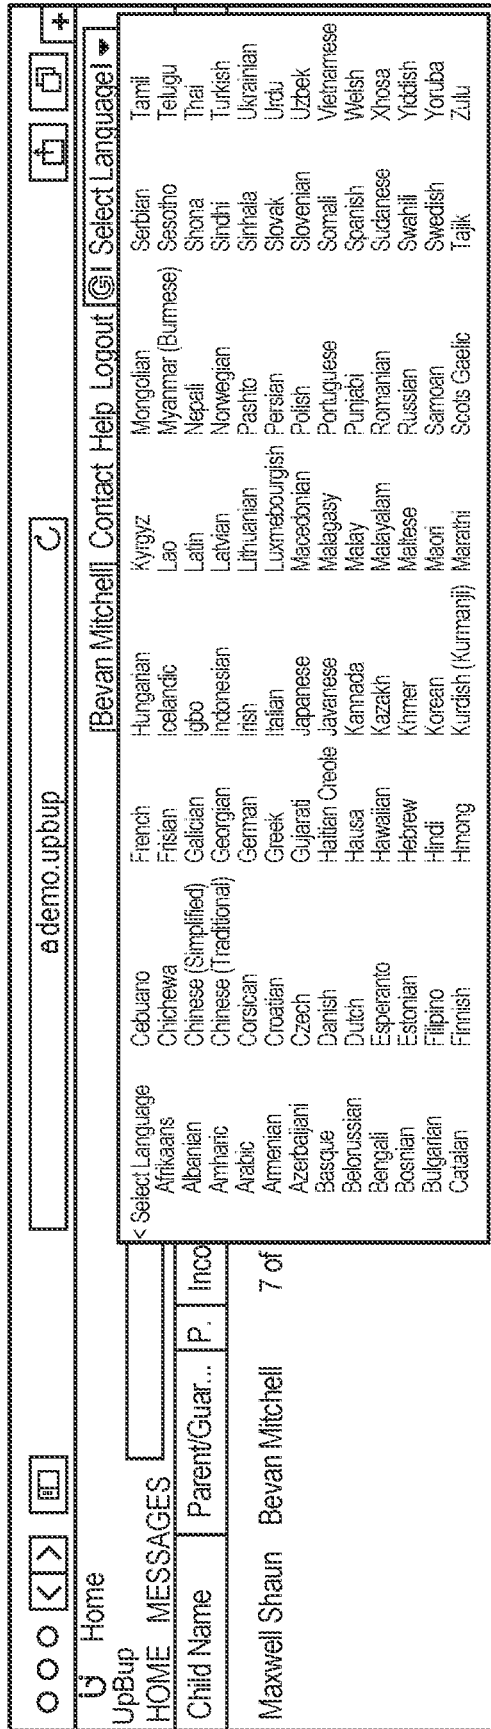 demo.upbup
Home
UpBup
[Bevan Mitchell] Contact Help Logout G Select Language
HOME MESSAGES
Child Name Parent/Guar... P. Inco
Maxwell Shaun Bevan Mitchell 7 of
< Select Language Cebuano French Hungarian Kyrgyz Mongolian Serbian Tamil
Afrikaans Chichewa Frisian Icelandic Lao Myanmar (Burmese) Sesotho Telugu
Albanian Chinese (Simplified) Galician Igbo Latin Nepali Shona Thai
Amharic Chinese (Traditional) Georgian Indonesian Latvian Norwegian Sindhi Turkish
Arabic Corsican German Irish Lithuanian Pashto Sinhala Ukrainian
Armenian Croatian Greek Italian Luxmebourgish Persian Slovak Urdu
Azerbaijani Czech Gujarati Japanese Macedonian Polish Slovenian Uzbek
Basque Danish Haitian Creole Javanese Malagasy Portuguese Somali Vietnamese
Belorussian Dutch Hausa Kannada Malay Punjabi Spanish Welsh
Bengali Esperanto Hawaiian Kazakh Malayalam Romanian Sudanese Xhosa
Bosnian Estonian Hebrew Khmer Maltese Russian Swahili Yiddish
Bulgarian Filipino Hindi Korean Maori Samoan Swedish Yoruba
Catalan Finnish Hmong Kurdish (Kurmanji) Marathi Scots Gaelic Tajik Zulu